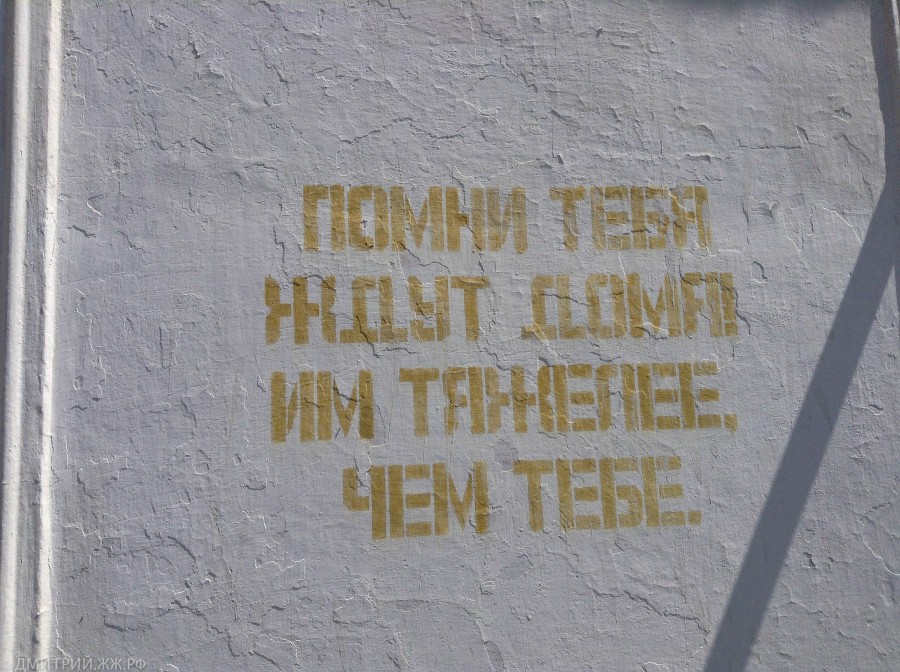 ПОМНИ ТЕБЯ
ЖДУТ ДОМА!
ИМ ТЯЖЕЛЕЕ,
ЧЕМ ТЕБЕ.
ДМИТРИЙ.ЖЖ.РФ